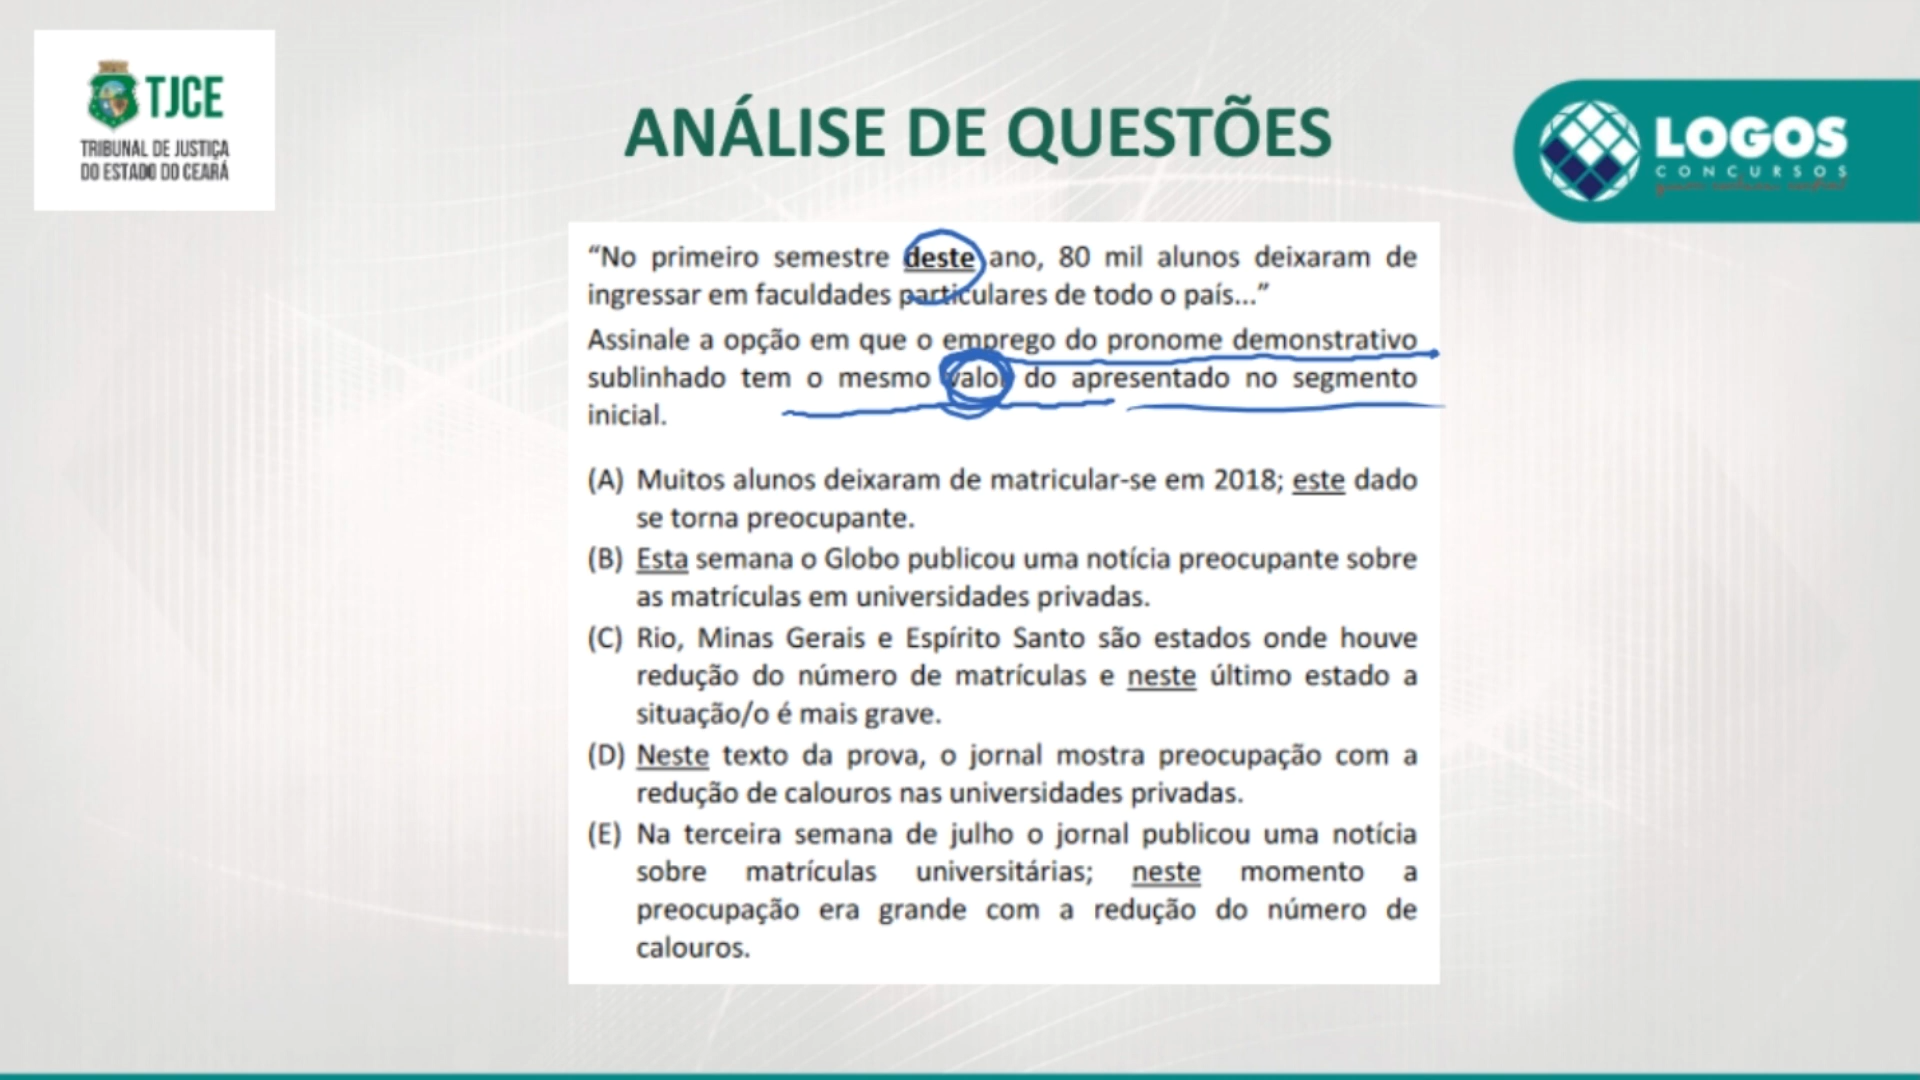 TJCE
TRIBUNAL DE JUSTIÇA
DO ESTADO DO CEARÁ
ANÁLISE DE QUESTÕES
LOGOS
CONCURSOS
“No primeiro semestre deste ano, 80 mil alunos deixaram de
ingressar em faculdades particulares de todo o país...”
Assinale a opção em que o emprego do pronome demonstrativo
sublinhado tem o mesmo valor do apresentado no segmento
inicial.
(A) Muitos alunos deixaram de matricular-se em 2018; este dado
se torna preocupante.
(B) Esta semana o Globo publicou uma notícia preocupante sobre
as matrículas em universidades privadas.
(C) Rio, Minas Gerais e Espírito Santo são estados onde houve
redução do número de matrículas e neste último estado a
situação/o é mais grave.
(D) Neste texto da prova, o jornal mostra preocupação com a
redução de calouros nas universidades privadas.
(E) Na terceira semana de julho o jornal publicou uma notícia
sobre matrículas universitárias; neste momento a
preocupação era grande com a redução do número de
calouros.